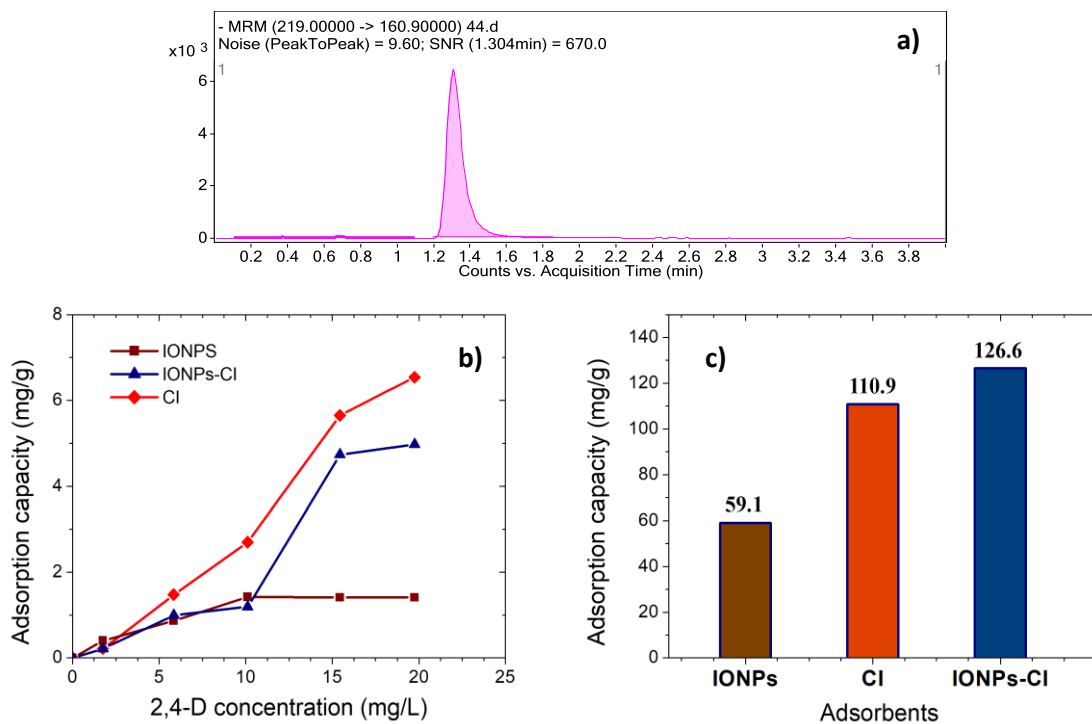 - MRM (219.00000 -> 160.90000) 44.d
Noise (PeakToPeak) = 9.60; SNR (1.304min) = 670.0
x10 3
a)
1
1
6
4
2
0
0.2 0.4 0.6 0.8 1 1.2 1.4 1.6 1.8 2 2.2 2.4 2.6 2.8 3 3.2 3.4 3.6 3.8
Counts vs. Acquisition Time (min)
b)
IONPS
IONPs-CI
CI
8
6
4
2
0
0 5 10 15 20 25
Adsorption capacity (mg/g)
2,4-D concentration (mg/L)
c)
140
120
100
80
60
40
20
0
59.1
110.9
126.6
IONPs CI IONPs-CI
Adsorption capacity (mg/g)
Adsorbents